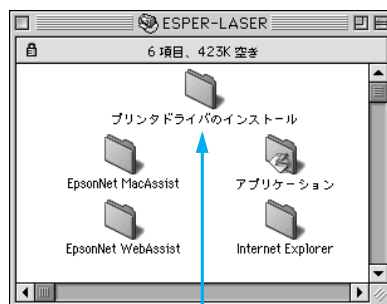 ESPER-LASER
6 項目、423K 空き
プリンタドライバのインストール
EpsonNet MacAssist
アプリケーション
EpsonNet WebAssist
Internet Explorer